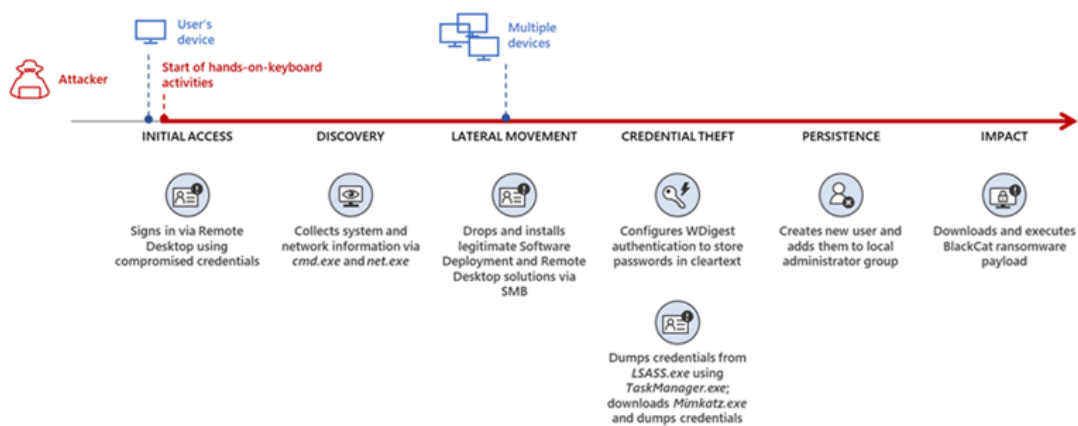 User's
device
Multiple
devices
Attacker
Start of hands-on-keyboard
activities
INITIAL ACCESS
DISCOVERY
LATERAL MOVEMENT
CREDENTIAL THEFT
PERSISTENCE
IMPACT
Signs in via Remote
Desktop using
compromised credentials
Collects system and
network information via
cmd.exe and net.exe
Drops and installs
legitimate Software
Deployment and Remote
Desktop solutions via
SMB
Configures WDigest
authentication to store
passwords in cleartext
Creates new user and
adds them to local
administrator group
Downloads and executes
BlackCat ransomware
payload
Dumps credentials from
LSASS.exe using
TaskManager.exe;
downloads Mimkatz.exe
and dumps credentials